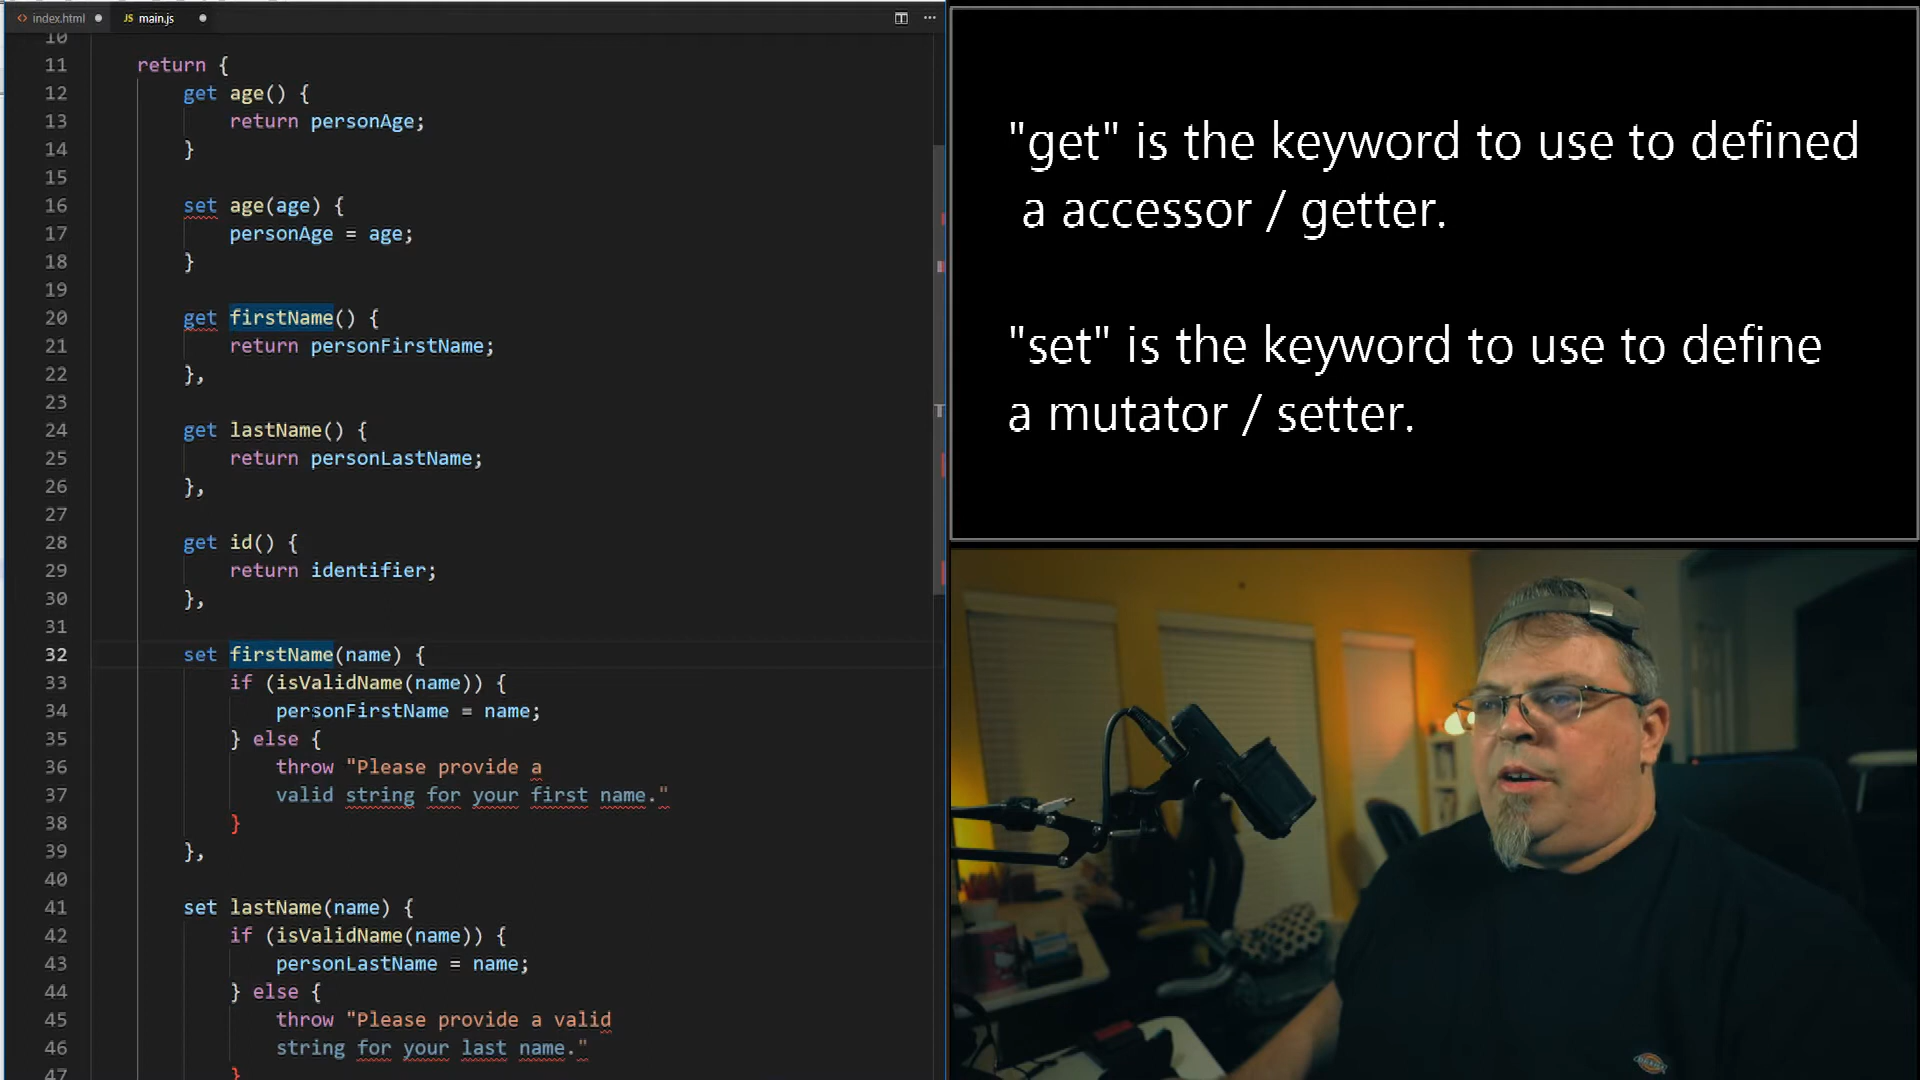 index.html
JS main.js
10
11 return {
12 get age() {
13 return personAge;
14 }
15
16 set age(age) {
17 personAge = age;
18 }
19
20 get firstName() {
21 return personFirstName;
22 },
23
24 get lastName() {
25 return personLastName;
26 },
27
28 get id() {
29 return identifier;
30 },
31
32 set firstName(name) {
33 if (isValidName(name)) {
34 personFirstName = name;
35 } else {
36 throw "Please provide a
37 valid string for your first name."
38 }
39 },
40
41 set lastName(name) {
42 if (isValidName(name)) {
43 personLastName = name;
44 } else {
45 throw "Please provide a valid
46 string for your last name."
47 }
"get" is the keyword to use to defined
a accessor / getter.
"set" is the keyword to use to define
a mutator / setter.